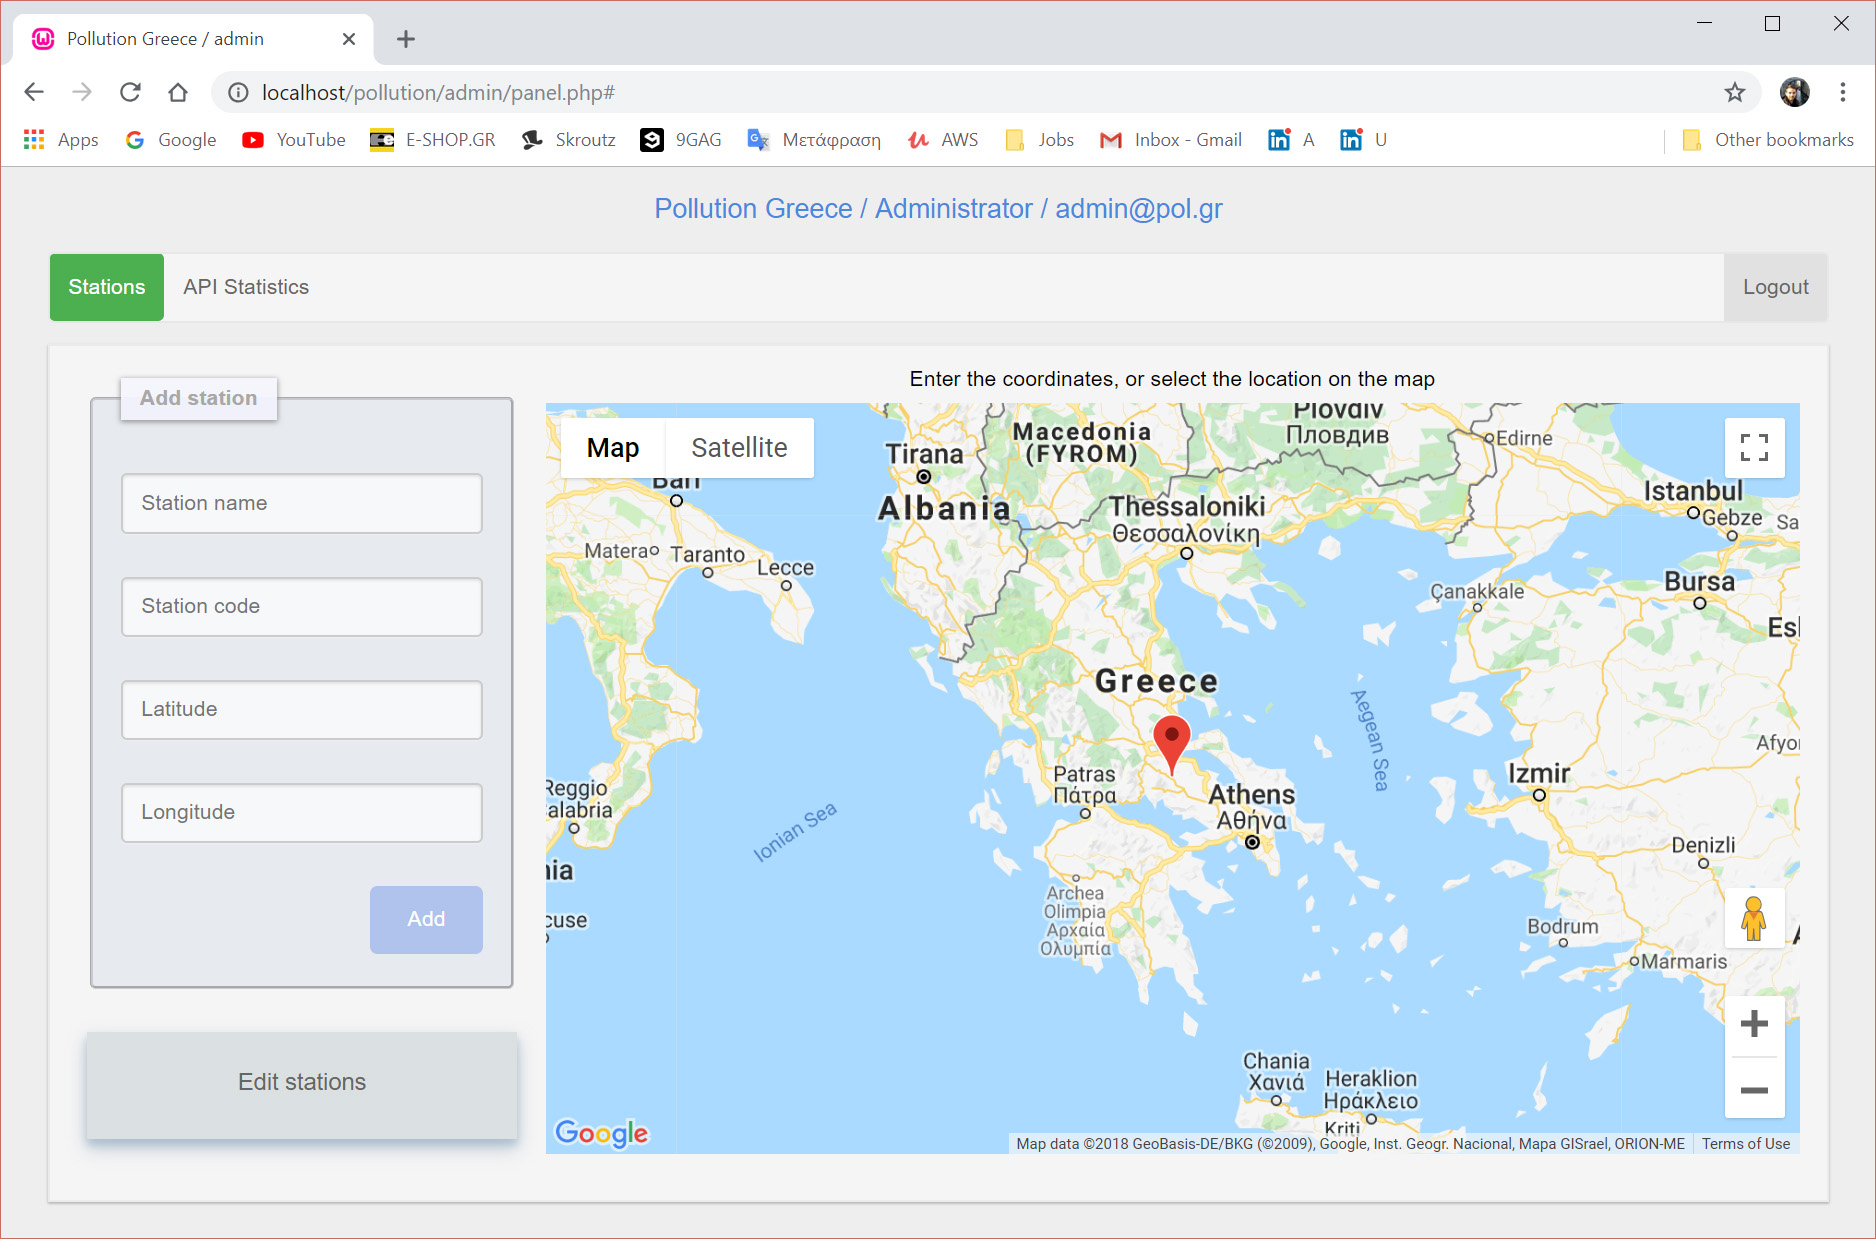 Pollution Greece / admin
localhost/pollution/admin/panel.php#
Apps
Google
YouTube
E-SHOP.GR
Skroutz
9GAG
Μετάφραση
AWS
Jobs
Inbox - Gmail
A
U
Other bookmarks
Pollution Greece / Administrator / admin@pol.gr
Stations
API Statistics
Logout
Add station
Station name
Station code
Latitude
Longitude
Add
Edit stations
Enter the coordinates, or select the location on the map
Map
Satellite
Bari
Matera
Taranto
Lecce
Tirana
Albania
Macedonia
(FYROM)
Plovdiv
Пловдив
Edirne
Thessaloniki
Θεσσαλονίκη
Istanbul
Gebze
Sa
Bursa
Çanakkale
Esl
Greece
Aegean Sea
Afyo
Izmir
Patras
Πάτρα
Athens
Αθήνα
Reggio
alabria
Ionian Sea
nia
cuse
Denizli
Archea
Olimpia
Αρχαία
Ολυμπία
Bodrum
Marmaris
Chania
Χανιά
Heraklion
Ηράκλειο
Kriti
Google
Map data ©2018 GeoBasis-DE/BKG (©2009), Google, Inst. Geogr. Nacional, Mapa GISrael, ORION-ME
Terms of Use